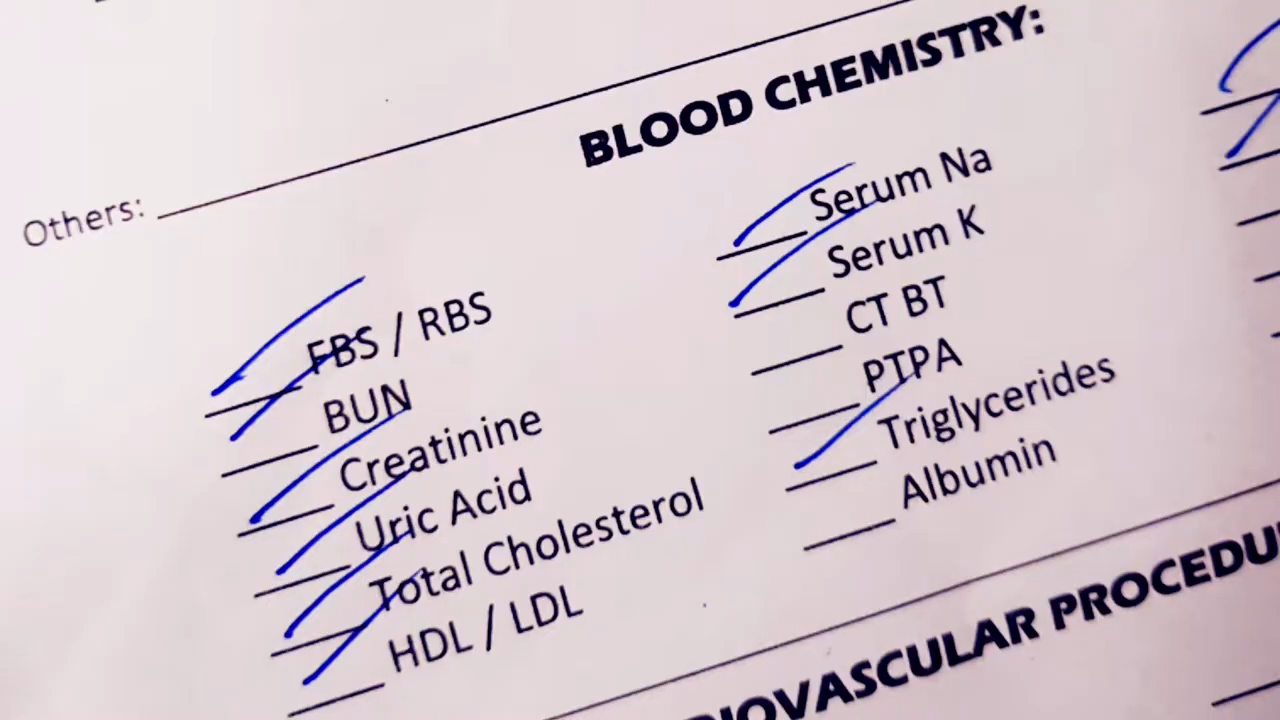 Others:
BLOOD CHEMISTRY:
FBS / RBS
BUN
Creatinine
Uric Acid
Total Cholesterol
HDL / LDL
Serum Na
Serum K
CT BT
PTPA
Triglycerides
Albumin